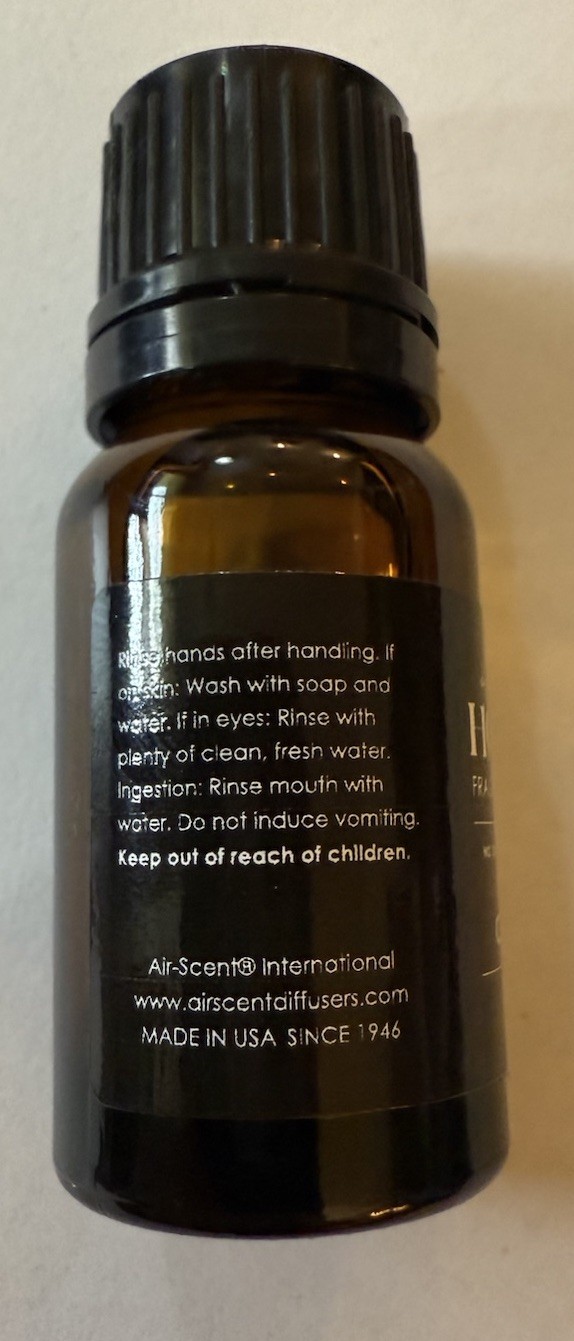 Rinse hands after handling. If
on skin: Wash with soap and
water. If in eyes: Rinse with
plenty of clean, fresh water.
Ingestion: Rinse mouth with
water. Do not induce vomiting.
Keep out of reach of children.
Air-Scent® International
www.airscentdiffusers.com
MADE IN USA SINCE 1946